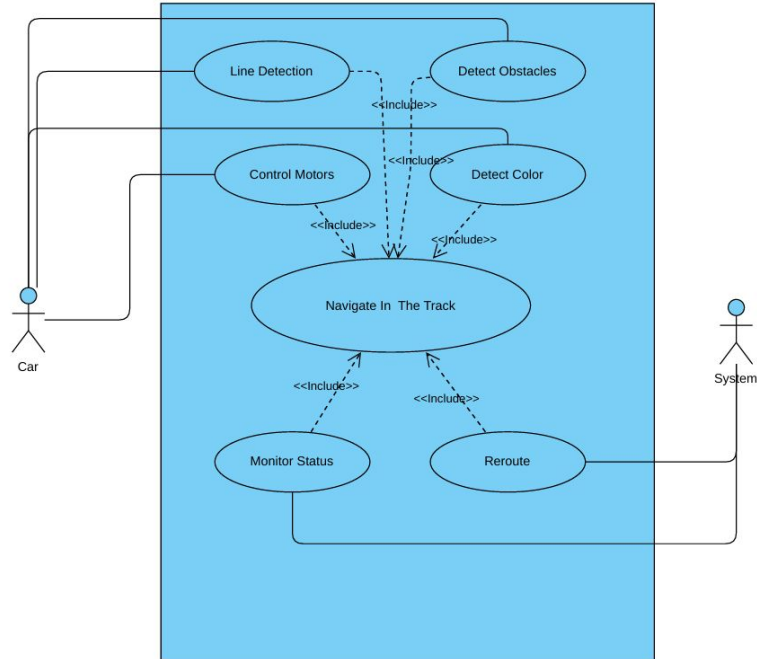 Line Detection
Detect Obstacles
<<Include>>
<<Include>>
Control Motors
Detect Color
<<Include>>
<<Include>>
Navigate In  The Track
Car
System
<<Include>>
<<Include>>
Monitor Status
Reroute